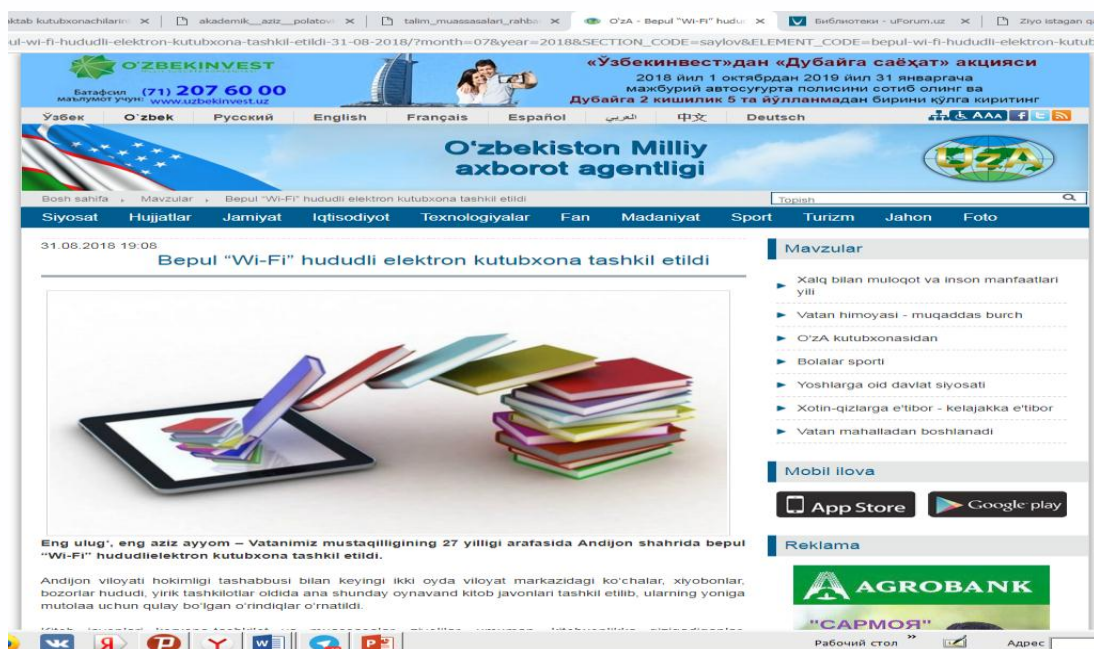 aktab kutubxonachilarini
akademik__aziz__polatov
talim_muassasalari_rahba
O'zA - Bepul "Wi-Fi" hudu
Библиотеки - uForum.uz
Ziyo istagan qa
ul-wi-fi-hududli-elektron-kutubxona-tashkil-etildi-31-08-2018/?month=07&year=2018&SECTION_CODE=saylov&ELEMENT_CODE=bepul-wi-fi-hududli-elektron-kutub
O'ZBEKINVEST
Батафсил
маълумот учун:
(71) 207 60 00
www.uzbekinvest.uz
«Ўзбекинвест»дан «Дубайга саёҳат» акцияси
2018 йил 1 октябрдан 2019 йил 31 январгача
мажбурий автосуғурта полисини сотиб олинг ва
Дубайга 2 кишилик 5 та йўлланмадан бирини қўлга киритинг
Ўзбек O'zbek Русский English Français Español العربي 中文 Deutsch
AAA
O'zbekiston Milliy
axborot agentligi
UzA
Bosh sahifa Mavzular Bepul "Wi-Fi" hududli elektron kutubxona tashkil etildi
Topish
Siyosat Hujjatlar Jamiyat Iqtisodiyot Texnologiyalar Fan Madaniyat Sport Turizm Jahon Foto
31.08.2018 19:08
Bepul “Wi-Fi” hududli elektron kutubxona tashkil etildi
Eng ulug‘, eng aziz ayyom – Vatanimiz mustaqilligining 27 yilligi arafasida Andijon shahrida bepul
“Wi-Fi” hududlielektron kutubxona tashkil etildi.
Andijon viloyati hokimligi tashabbusi bilan keyingi ikki oyda viloyat markazidagi ko‘chalar, xiyobonlar,
bozorlar hududi, yirik tashkilotlar oldida ana shunday oynavand kitob javonlari tashkil etilib, ularning yoniga
mutolaa uchun qulay bo‘lgan o‘rindiqlar o‘rnatildi.
Mavzular
Xalq bilan muloqot va inson manfaatlari
yili
Vatan himoyasi - muqaddas burch
O'zA kutubxonasidan
Bolalar sporti
Yoshlarga oid davlat siyosati
Xotin-qizlarga e'tibor - kelajakka e'tibor
Vatan mahalladan boshlanadi
Mobil ilova
App Store
Google play
Reklama
AGROBANK
"САРМОЯ"
Рабочий стол
Адрес